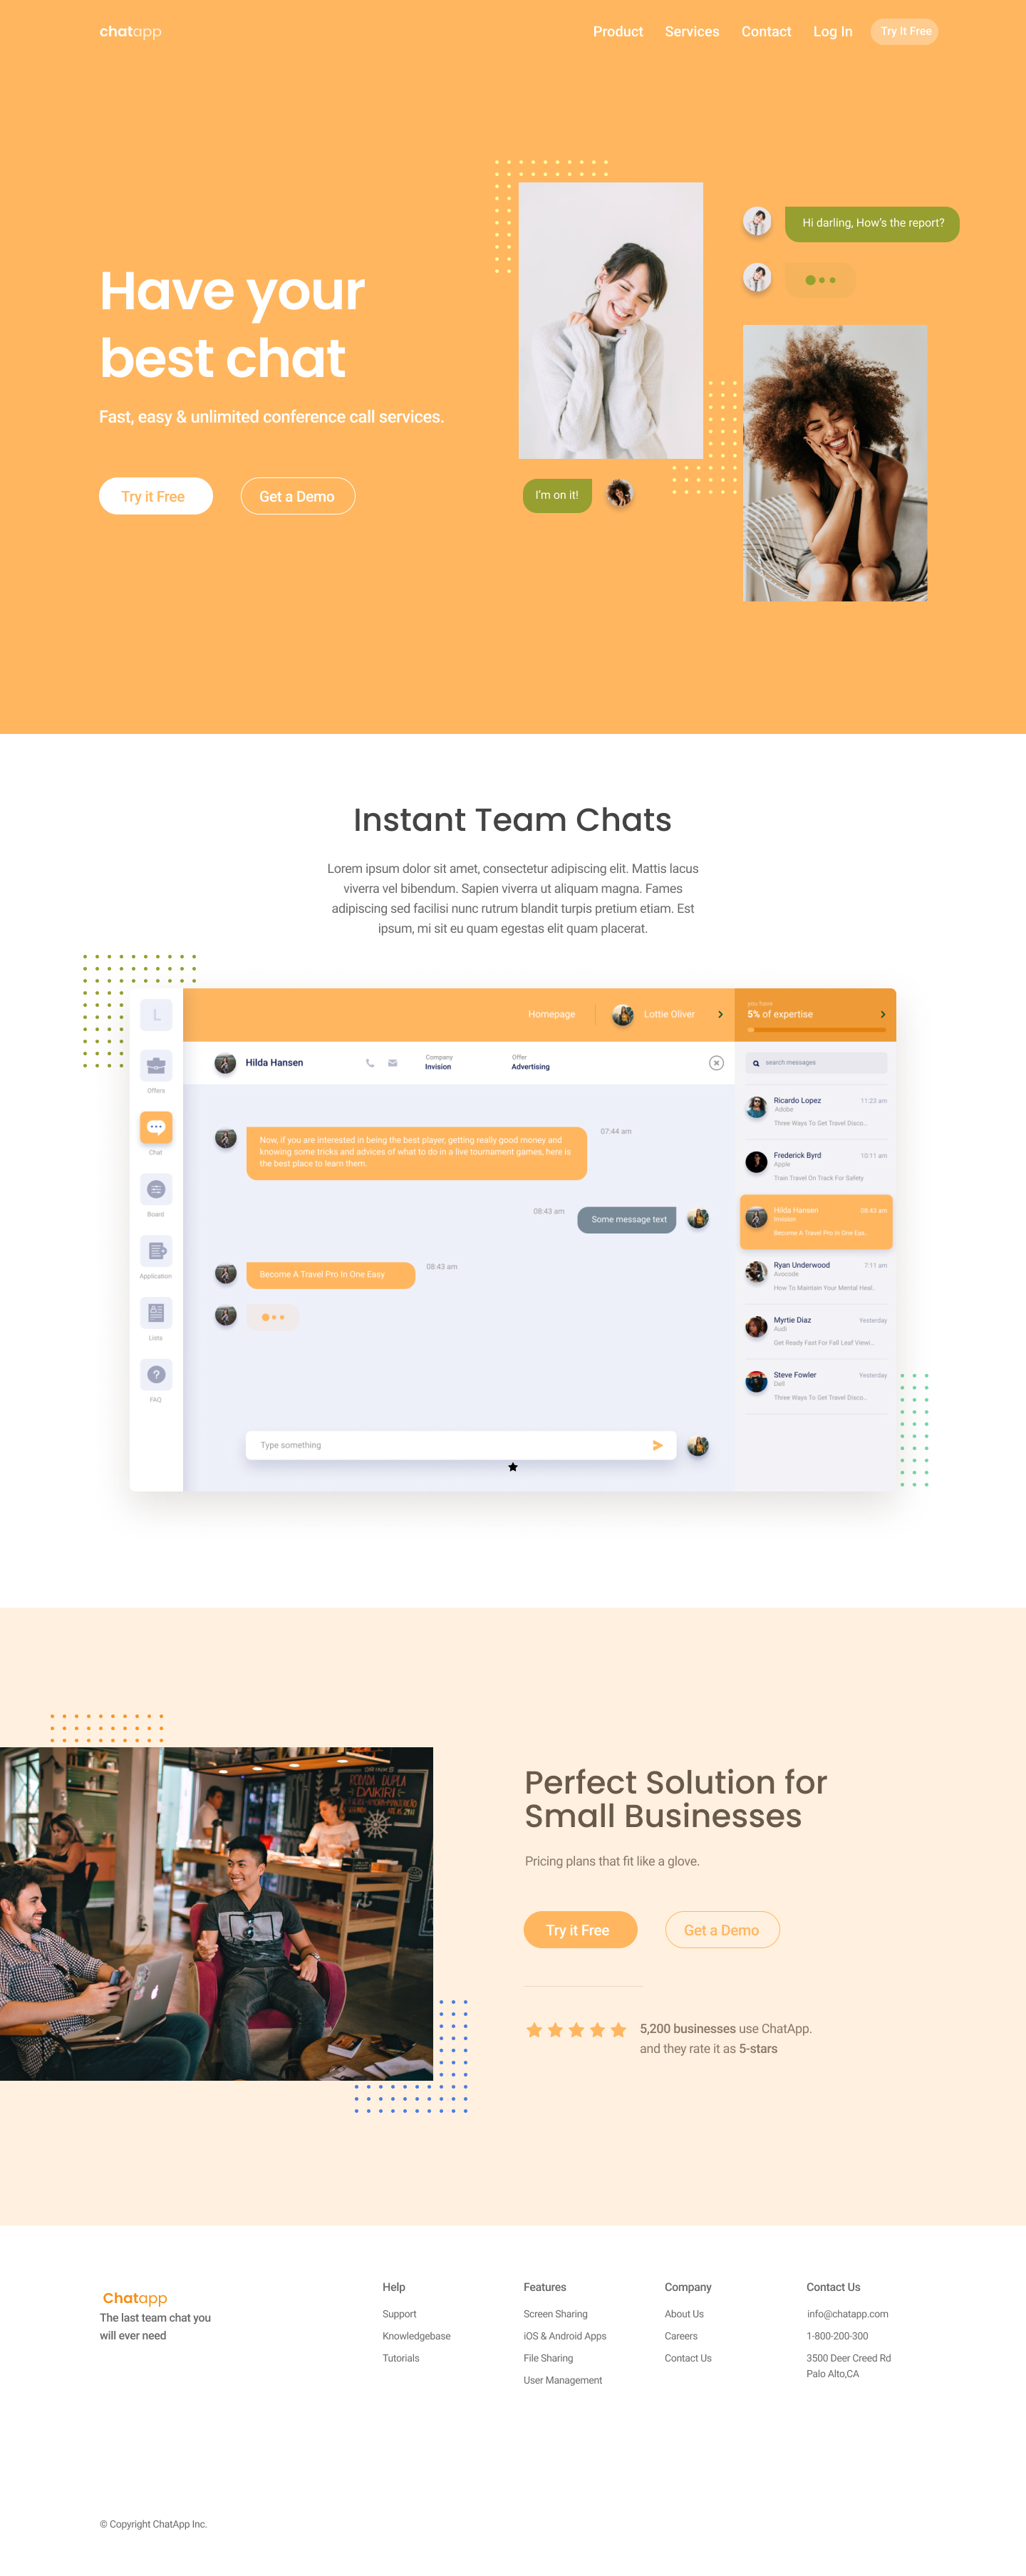 chatapp
Product Services Contact Log In Try It Free
Hi darling, How's the report?
Have your
best chat
Fast, easy & unlimited conference call services.
Try it Free Get a Demo
I'm on it!
Instant Team Chats
Lorem ipsum dolor sit amet, consectetur adipiscing elit. Mattis lacus
viverra vel bibendum. Sapien viverra ut aliquam magna. Fames
adipiscing sed facilisi nunc rutrum blandit turpis pretium etiam. Est
ipsum, mi sit eu quam egestas elit quam placerat.
L
Offers
Chat
Board
Application
Lists
FAQ
Homepage Lottie Oliver
you have
5% of expertise
Hilda Hansen
Company
Invision
Offer
Advertising
search messages
Now, if you are interested in being the best player, getting really good money and
knowing some tricks and advices of what to do in a live tournament games, here is
the best place to learn them.
07:44 am
08:43 am
Some message text
Become A Travel Pro In One Easy
08:43 am
Type something
Ricardo Lopez 11:23 am
Adobe
Three Ways To Get Travel Disco...
Frederick Byrd 10:11 am
Apple
Train Travel On Track For Safety
Hilda Hansen 08:43 am
Invision
Become A Travel Pro In One Eas..
Ryan Underwood 7:11 am
Avocode
How To Maintain Your Mental Heal..
Myrtie Diaz Yesterday
Audi
Get Ready Fast For Fall Leaf Viewi...
Steve Fowler Yesterday
Dell
Three Ways To Get Travel Disco...
DAIKIRI
Perfect Solution for
Small Businesses
Pricing plans that fit like a glove.
Try it Free Get a Demo
5,200 businesses use ChatApp.
and they rate it as 5-stars
Chatapp
The last team chat you
will ever need
Help
Support
Knowledgebase
Tutorials
Features
Screen Sharing
iOS & Android Apps
File Sharing
User Management
Company
About Us
Careers
Contact Us
Contact Us
info@chatapp.com
1-800-200-300
3500 Deer Creed Rd
Palo Alto,CA
© Copyright ChatApp Inc.